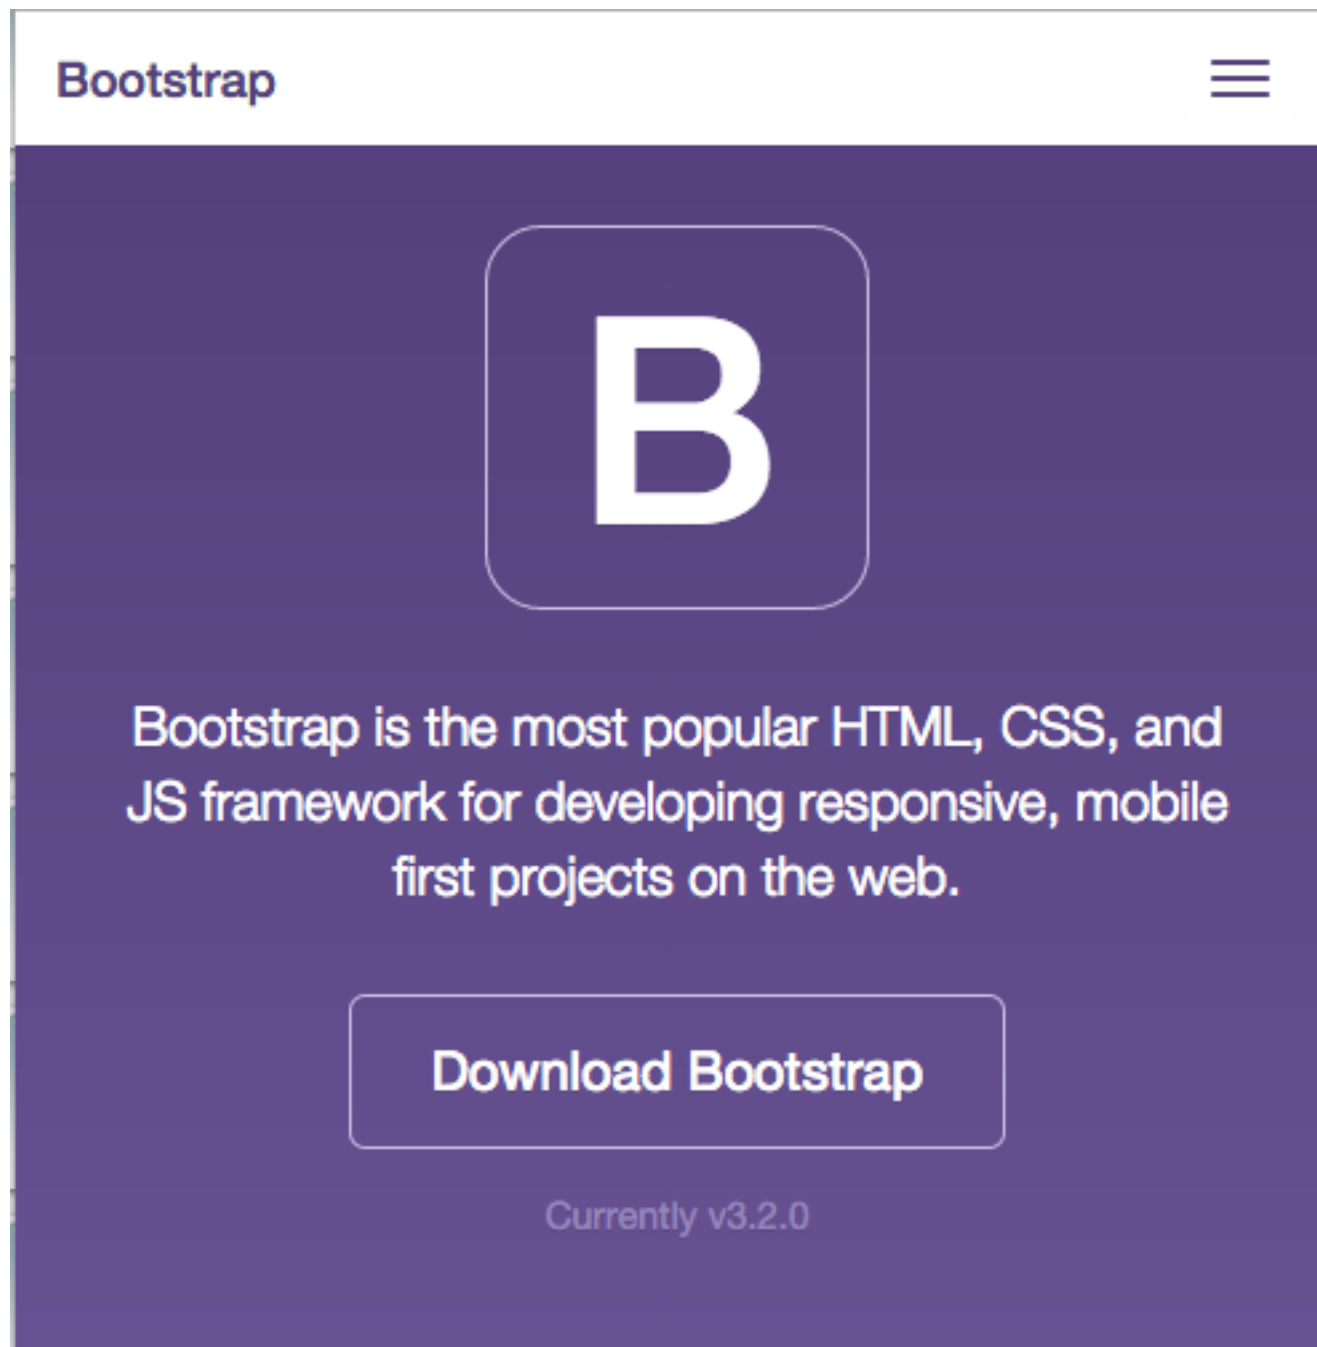 Bootstrap
B
Bootstrap is the most popular HTML, CSS, and
JS framework for developing responsive, mobile
first projects on the web.
Download Bootstrap
Currently v3.2.0